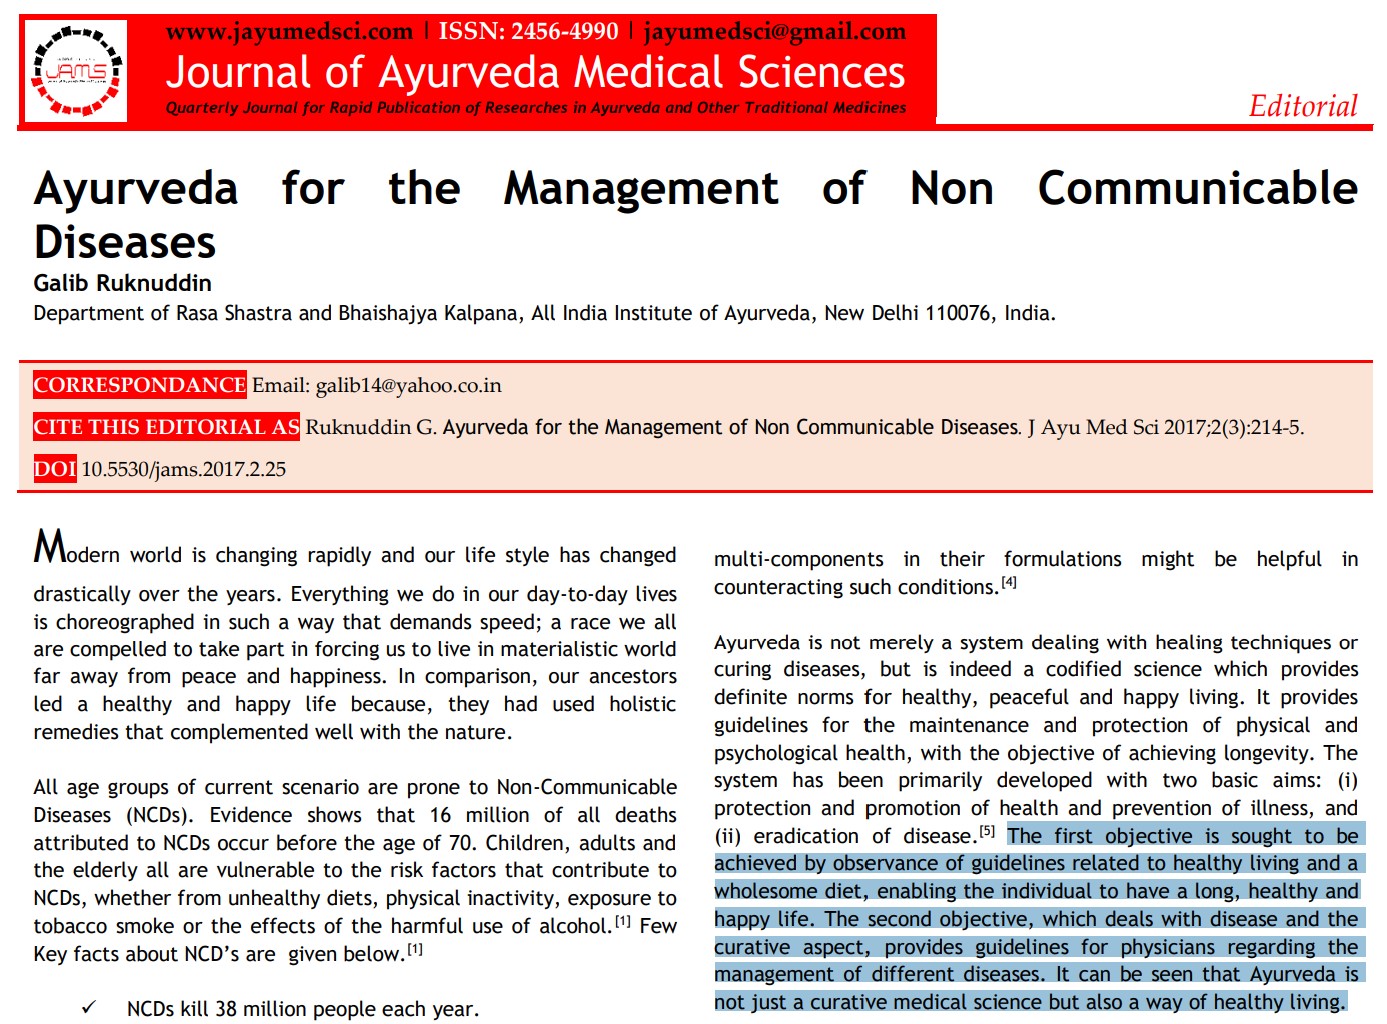 www.jayumedsci.com | ISSN: 2456-4990 | jayumedsci@gmail.com
JAMS
Journal of Ayurveda Medical Sciences
Quarterly Journal for Rapid Publication of Researches in Ayurveda and Other Traditional Medicines
Editorial
Ayurveda for the Management of Non Communicable
Diseases
Galib Ruknuddin
Department of Rasa Shastra and Bhaishajya Kalpana, All India Institute of Ayurveda, New Delhi 110076, India.
CORRESPONDANCE Email: galib14@yahoo.co.in
CITE THIS EDITORIAL AS Ruknuddin G. Ayurveda for the Management of Non Communicable Diseases. J Ayu Med Sci 2017;2(3):214-5.
DOI 10.5530/jams.2017.2.25
Modern world is changing rapidly and our life style has changed
drastically over the years. Everything we do in our day-to-day lives
is choreographed in such a way that demands speed; a race we all
are compelled to take part in forcing us to live in materialistic world
far away from peace and happiness. In comparison, our ancestors
led a healthy and happy life because, they had used holistic
remedies that complemented well with the nature.
All age groups of current scenario are prone to Non-Communicable
Diseases (NCDs). Evidence shows that 16 million of all deaths
attributed to NCDs occur before the age of 70. Children, adults and
the elderly all are vulnerable to the risk factors that contribute to
NCDs, whether from unhealthy diets, physical inactivity, exposure to
tobacco smoke or the effects of the harmful use of alcohol.[1] Few
Key facts about NCD’s are given below.[1]
✓ NCDs kill 38 million people each year.
multi-components in their formulations might be helpful in
counteracting such conditions.[4]
Ayurveda is not merely a system dealing with healing techniques or
curing diseases, but is indeed a codified science which provides
definite norms for healthy, peaceful and happy living. It provides
guidelines for the maintenance and protection of physical and
psychological health, with the objective of achieving longevity. The
system has been primarily developed with two basic aims: (i)
protection and promotion of health and prevention of illness, and
(ii) eradication of disease.[5] The first objective is sought to be
achieved by observance of guidelines related to healthy living and a
wholesome diet, enabling the individual to have a long, healthy and
happy life. The second objective, which deals with disease and the
curative aspect, provides guidelines for physicians regarding the
management of different diseases. It can be seen that Ayurveda is
not just a curative medical science but also a way of healthy living.